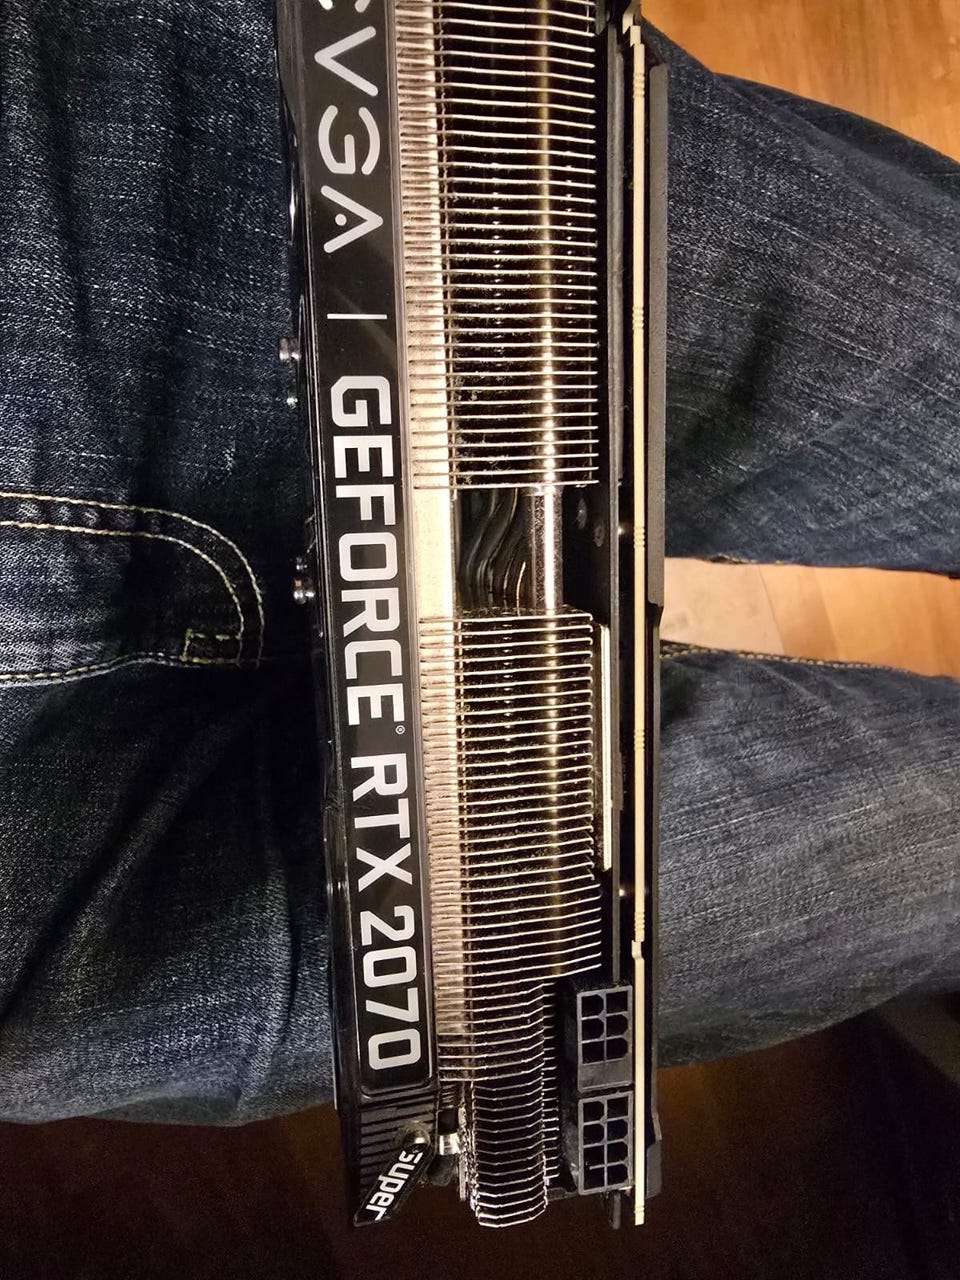 EVGA | GEFORCE® RTX 2070
SUPER